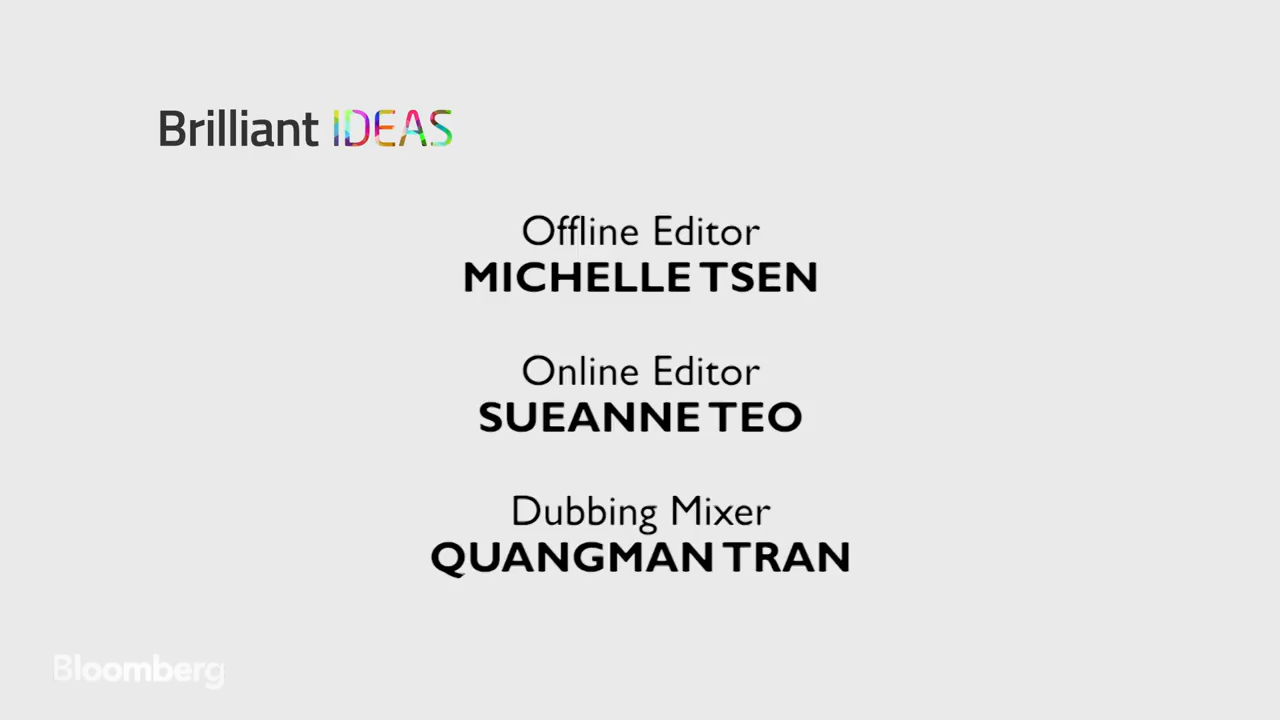 Brilliant IDEAS
Offline Editor
MICHELLE TSEN
Online Editor
SUEANNE TEO
Dubbing Mixer
QUANGMAN TRAN
Bloomberg